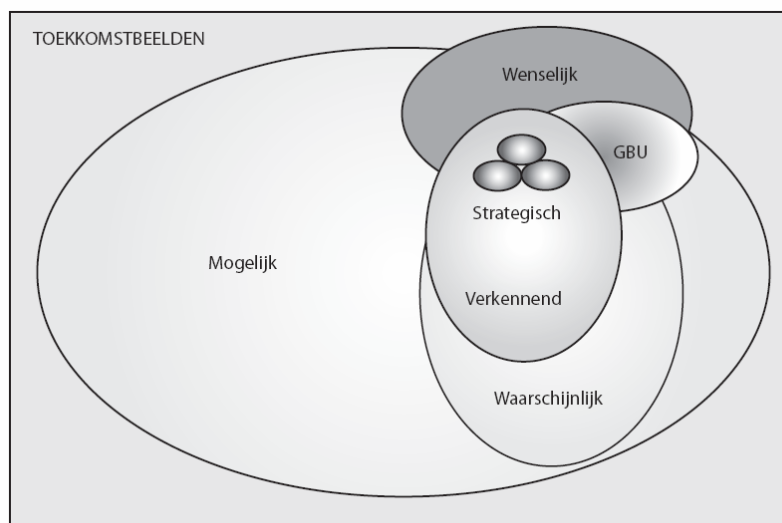 TOEKKOMSTBEELDEN
Wenselijk
GBU
Strategisch
Mogelijk
Verkennend
Waarschijnlijk